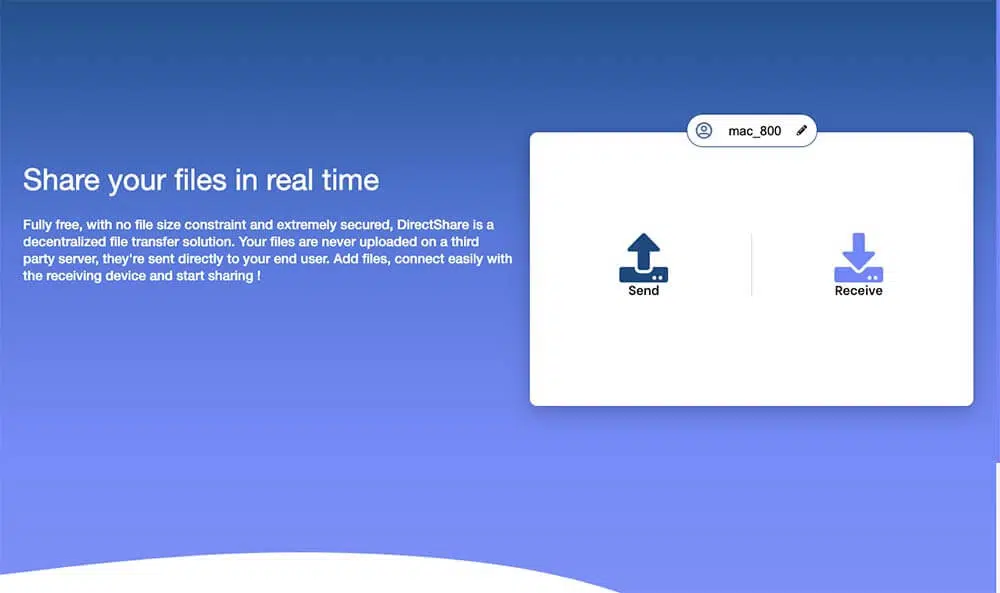 Share your files in real time
Fully free, with no file size constraint and extremely secured, DirectShare is a
decentralized file transfer solution. Your files are never uploaded on a third
party server, they're sent directly to your end user. Add files, connect easily with
the receiving device and start sharing !
mac_800
Send
Receive